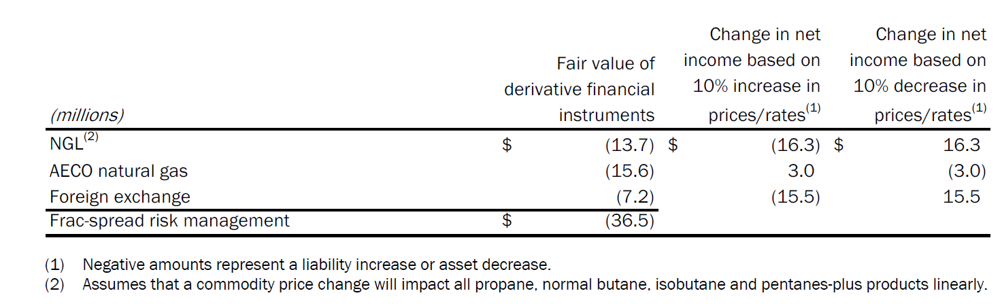 Change in net Change in net
Fair value of income based on income based on
derivative financial 10% increase in 10% decrease in
(millions) instruments prices/rates(1) prices/rates(1)
NGL(2) $ (13.7) $ (16.3) $ 16.3
AECO natural gas (15.6) 3.0 (3.0)
Foreign exchange (7.2) (15.5) 15.5
Frac-spread risk management $ (36.5)
(1) Negative amounts represent a liability increase or asset decrease.
(2) Assumes that a commodity price change will impact all propane, normal butane, isobutane and pentanes-plus products linearly.